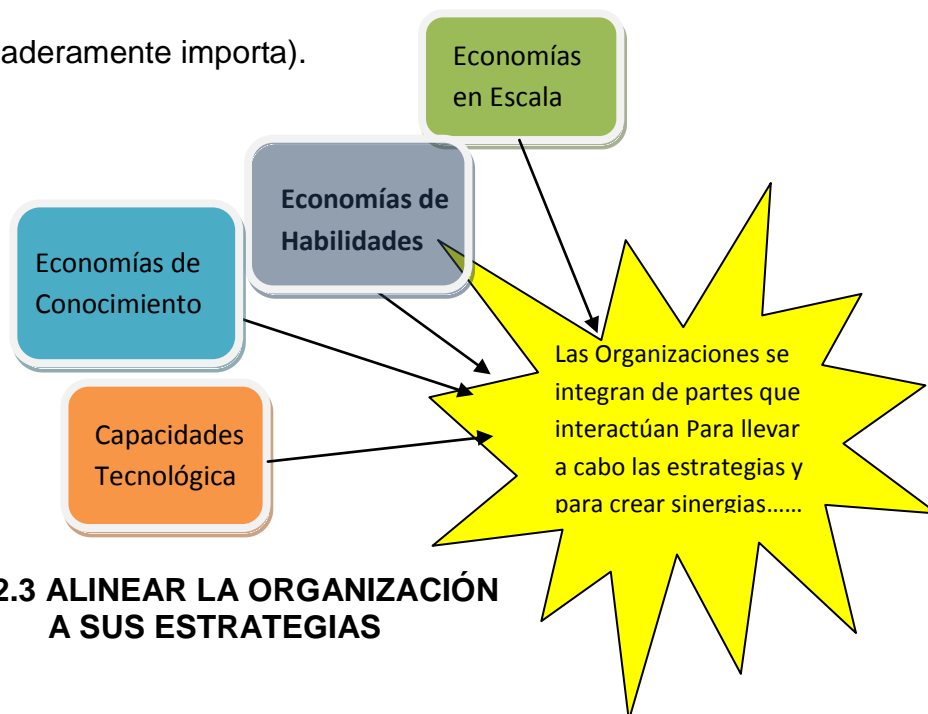 aderamente importa).
Economías
en Escala
Economías de
Habilidades
Economías de
Conocimiento
Capacidades
Tecnológica
Las Organizaciones se
integran de partes que
interactúan Para llevar
a cabo las estrategias y
para crear sinergias......
2.3 ALINEAR LA ORGANIZACIÓN
A SUS ESTRATEGIAS